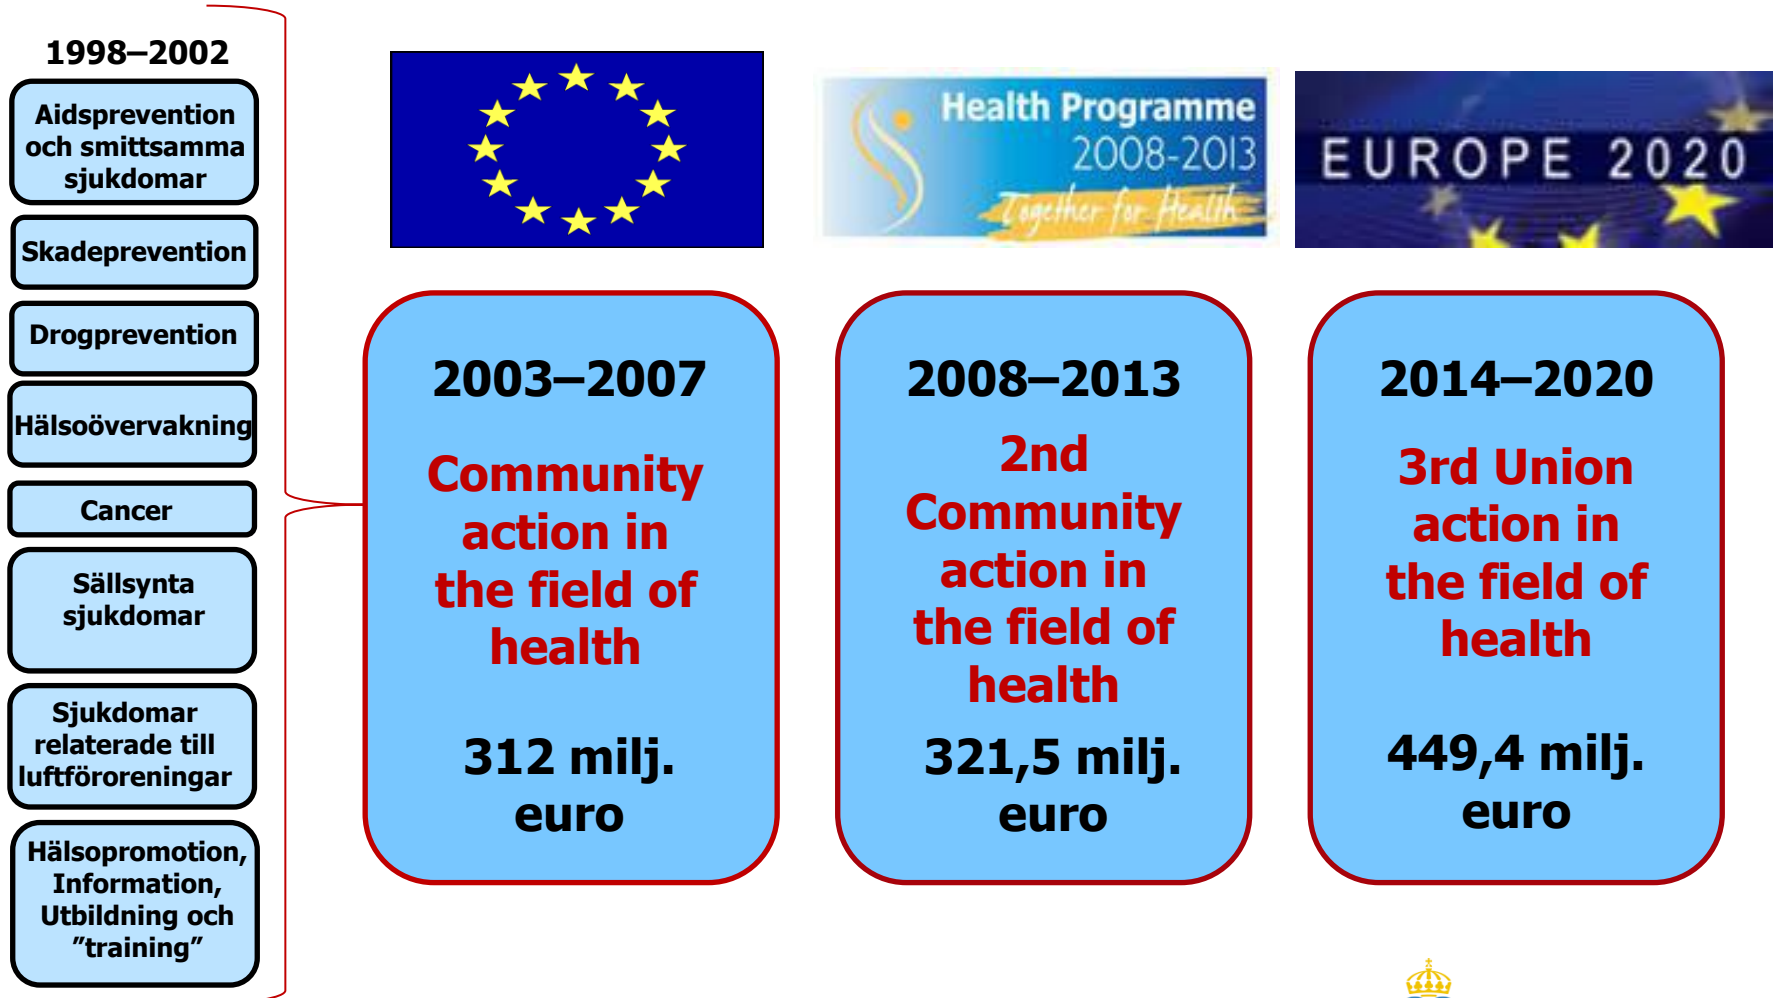 1998–2002
Aidsprevention
och smittsamma
sjukdomar
Skadeprevention
Drogprevention
Hälsoövervakning
Cancer
Sällsynta
sjukdomar
Sjukdomar
relaterade till
luftföroreningar
Hälsopromotion,
Information,
Utbildning och
”training”
2003–2007
Community
action in
the field of
health
312 milj.
euro
Health Programme
2008-2013
Together for Health
2008–2013
2nd
Community
action in
the field of
health
321,5 milj.
euro
EUROPE 2020
2014–2020
3rd Union
action in
the field of
health
449,4 milj.
euro